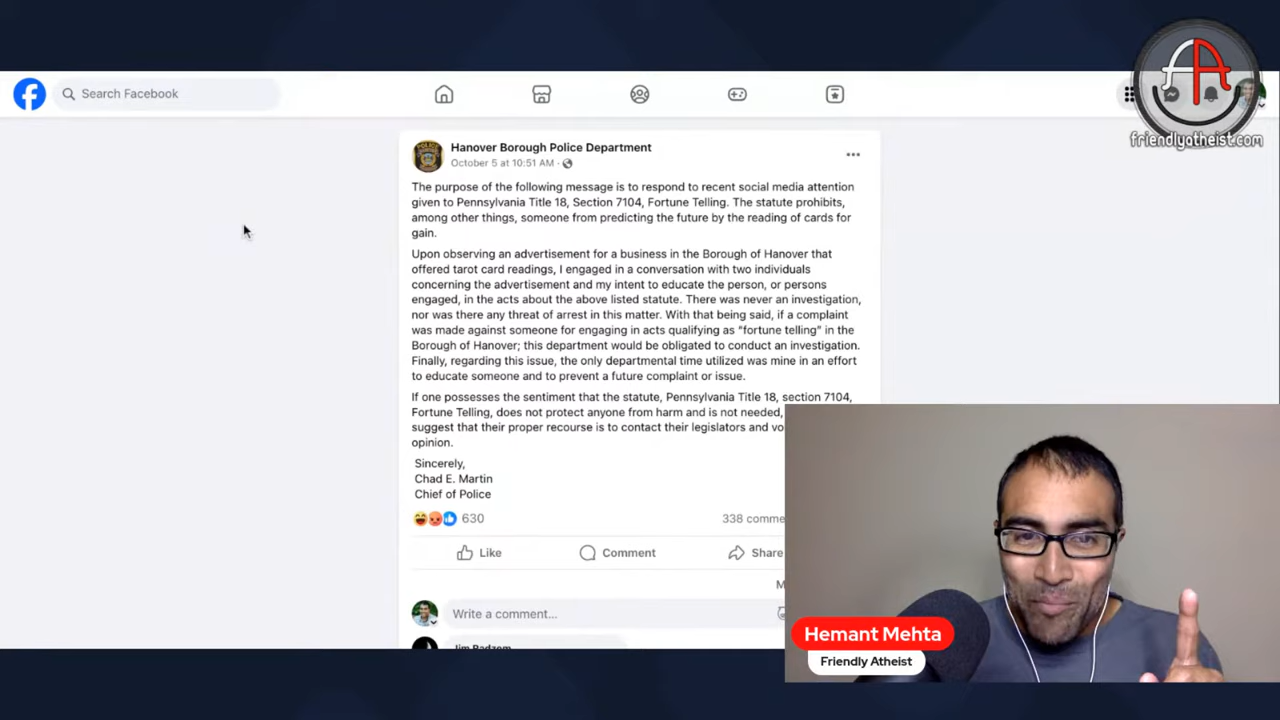 Search Facebook
friendlyatheist.com
Hanover Borough Police Department
October 5 at 10:51 AM ·
The purpose of the following message is to respond to recent social media attention
given to Pennsylvania Title 18, Section 7104, Fortune Telling. The statute prohibits,
among other things, someone from predicting the future by the reading of cards for
gain.
Upon observing an advertisement for a business in the Borough of Hanover that
offered tarot card readings, I engaged in a conversation with two individuals
concerning the advertisement and my intent to educate the person, or persons
engaged, in the acts about the above listed statute. There was never an investigation,
nor was there any threat of arrest in this matter. With that being said, if a complaint
was made against someone for engaging in acts qualifying as “fortune telling” in the
Borough of Hanover; this department would be obligated to conduct an investigation.
Finally, regarding this issue, the only departmental time utilized was mine in an effort
to educate someone and to prevent a future complaint or issue.
If one possesses the sentiment that the statute, Pennsylvania Title 18, section 7104,
Fortune Telling, does not protect anyone from harm and is not needed,
suggest that their proper recourse is to contact their legislators and
opinion.
Sincerely,
Chad E. Martin
Chief of Police
630
338
Like
Comment
Share
Write a comment...
Hemant Mehta
Friendly Atheist